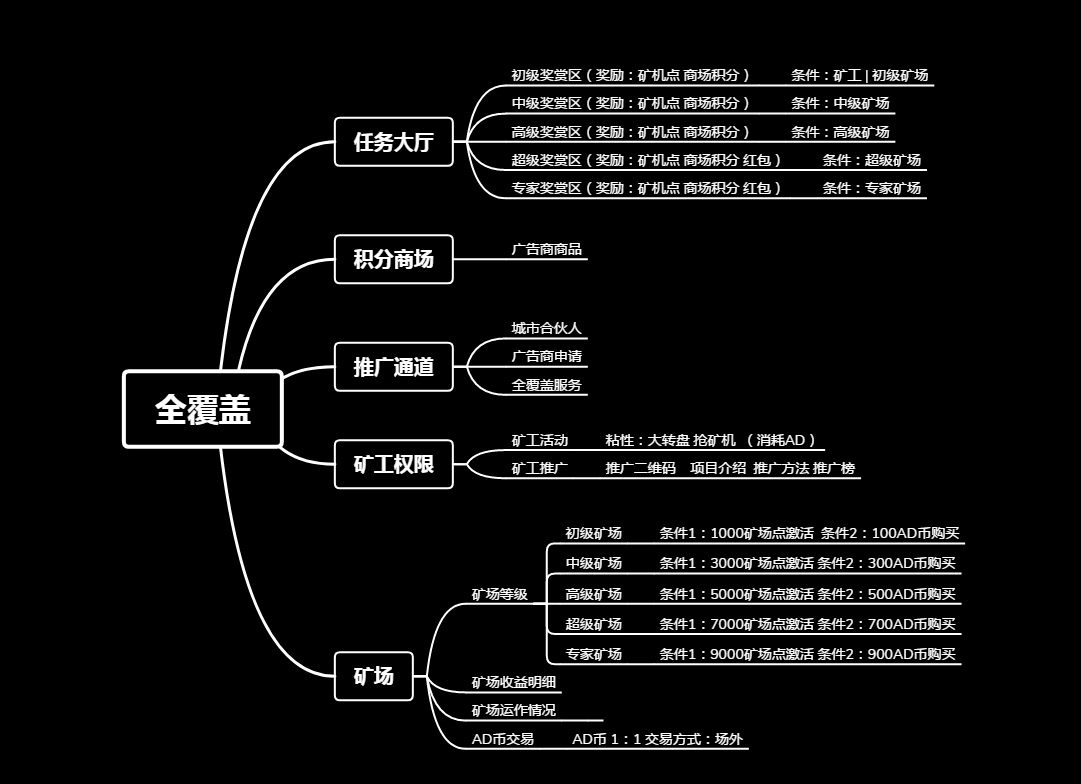 全覆盖
任务大厅
初级奖赏区（奖励：矿机点 商场积分） 条件：矿工 | 初级矿场
中级奖赏区（奖励：矿机点 商场积分） 条件：中级矿场
高级奖赏区（奖励：矿机点 商场积分） 条件：高级矿场
超级奖赏区（奖励：矿机点 商场积分 红包） 条件：超级矿场
专家奖赏区（奖励：矿机点 商场积分 红包） 条件：专家矿场
积分商场
广告商商品
推广通道
城市合伙人
广告商申请
全覆盖服务
矿工权限
矿工活动 粘性：大转盘 抢矿机 （消耗AD）
矿工推广 推广二维码 项目介绍 推广方法 推广榜
矿场
矿场等级
初级矿场 条件1：1000矿场点激活 条件2：100AD币购买
中级矿场 条件1：3000矿场点激活 条件2：300AD币购买
高级矿场 条件1：5000矿场点激活 条件2：500AD币购买
超级矿场 条件1：7000矿场点激活 条件2：700AD币购买
专家矿场 条件1：9000矿场点激活 条件2：900AD币购买
矿场收益明细
矿场运作情况
AD币交易 AD币 1：1 交易方式：场外